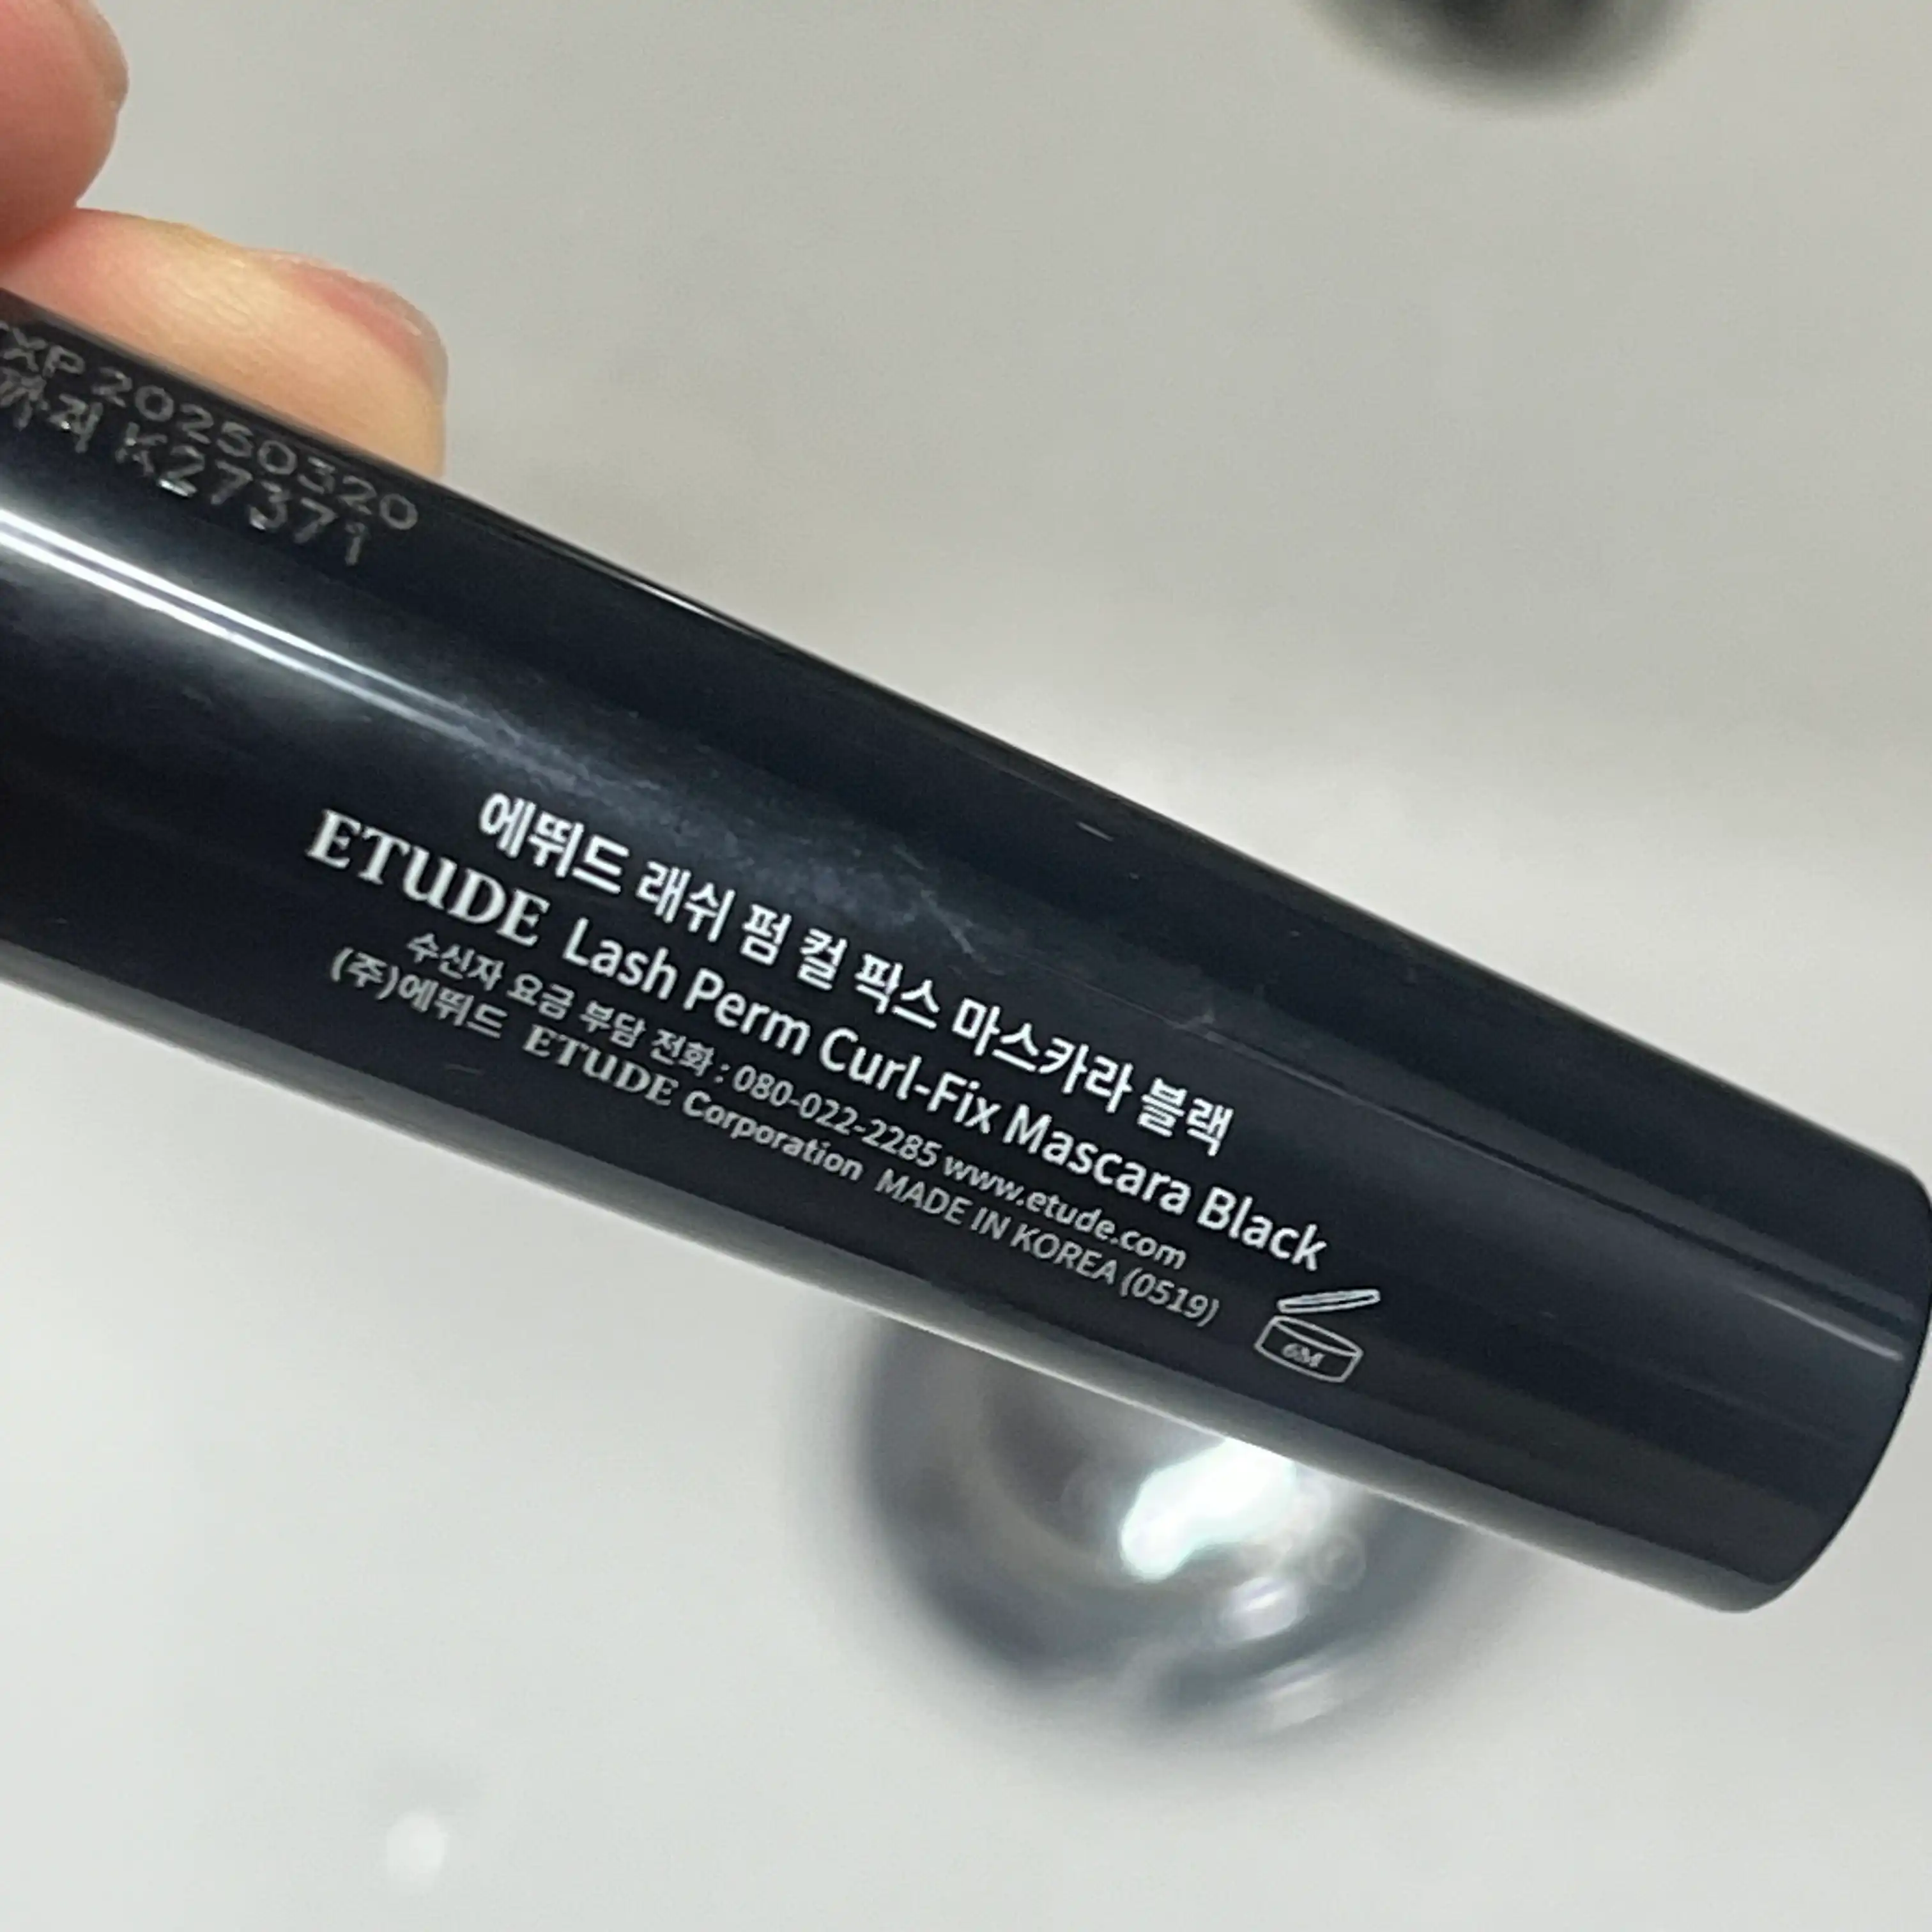 EXP 20250320
까지 K27371
에뛰드 래쉬 펌 컬 픽스 마스카라 블랙
ETUDE Lash Perm Curl-Fix Mascara Black
수신자 요금 부담 전화 : 080-022-2285 www.etude.com
(주)에뛰드 ETUDE Corporation MADE IN KOREA (0519)
6M